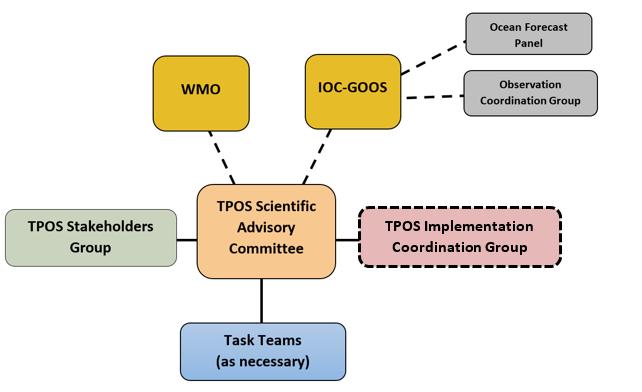 Ocean Forecast
Panel
WMO
IOC-GOOS
Observation
Coordination Group
TPOS Scientific
Advisory
Committee
TPOS Stakeholders
Group
TPOS Implementation
Coordination Group
Task Teams
(as necessary)